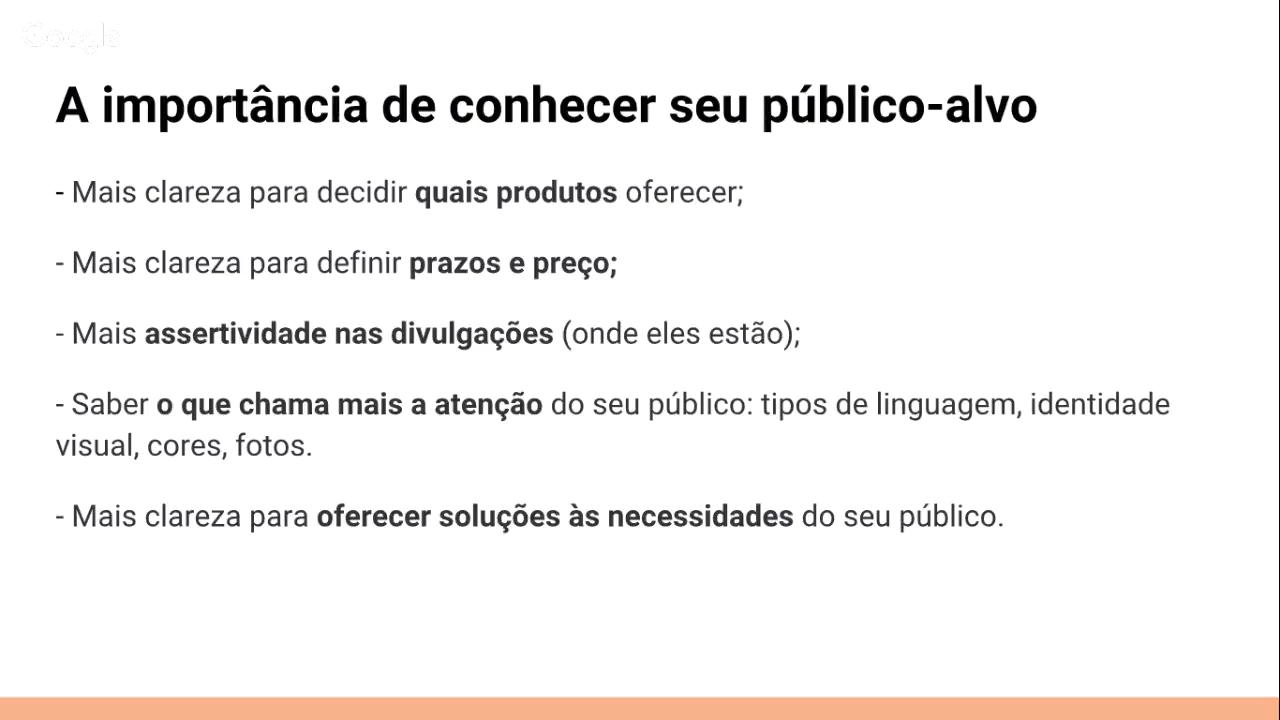 Google
A importância de conhecer seu público-alvo
- Mais clareza para decidir quais produtos oferecer;
- Mais clareza para definir prazos e preço;
- Mais assertividade nas divulgações (onde eles estão);
- Saber o que chama mais a atenção do seu público: tipos de linguagem, identidade
visual, cores, fotos.
- Mais clareza para oferecer soluções às necessidades do seu público.